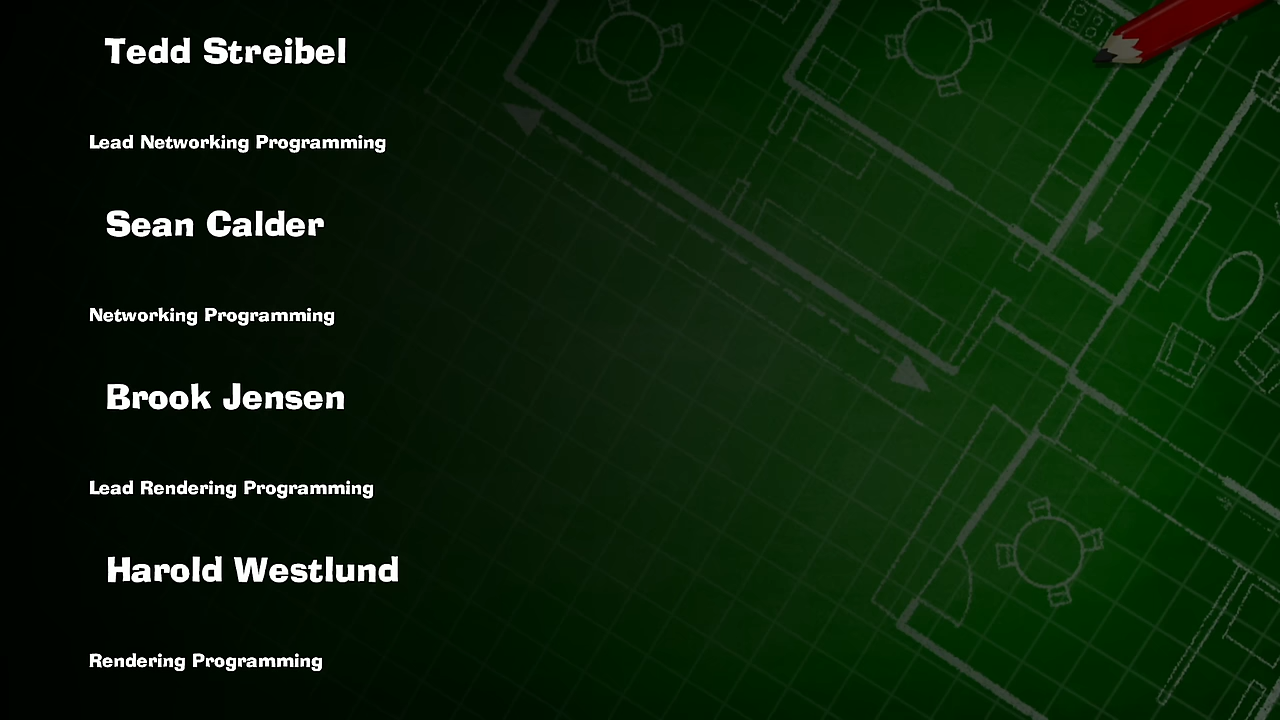 Tedd Streibel
Lead Networking Programming
Sean Calder
Networking Programming
Brook Jensen
Lead Rendering Programming
Harold Westlund
Rendering Programming